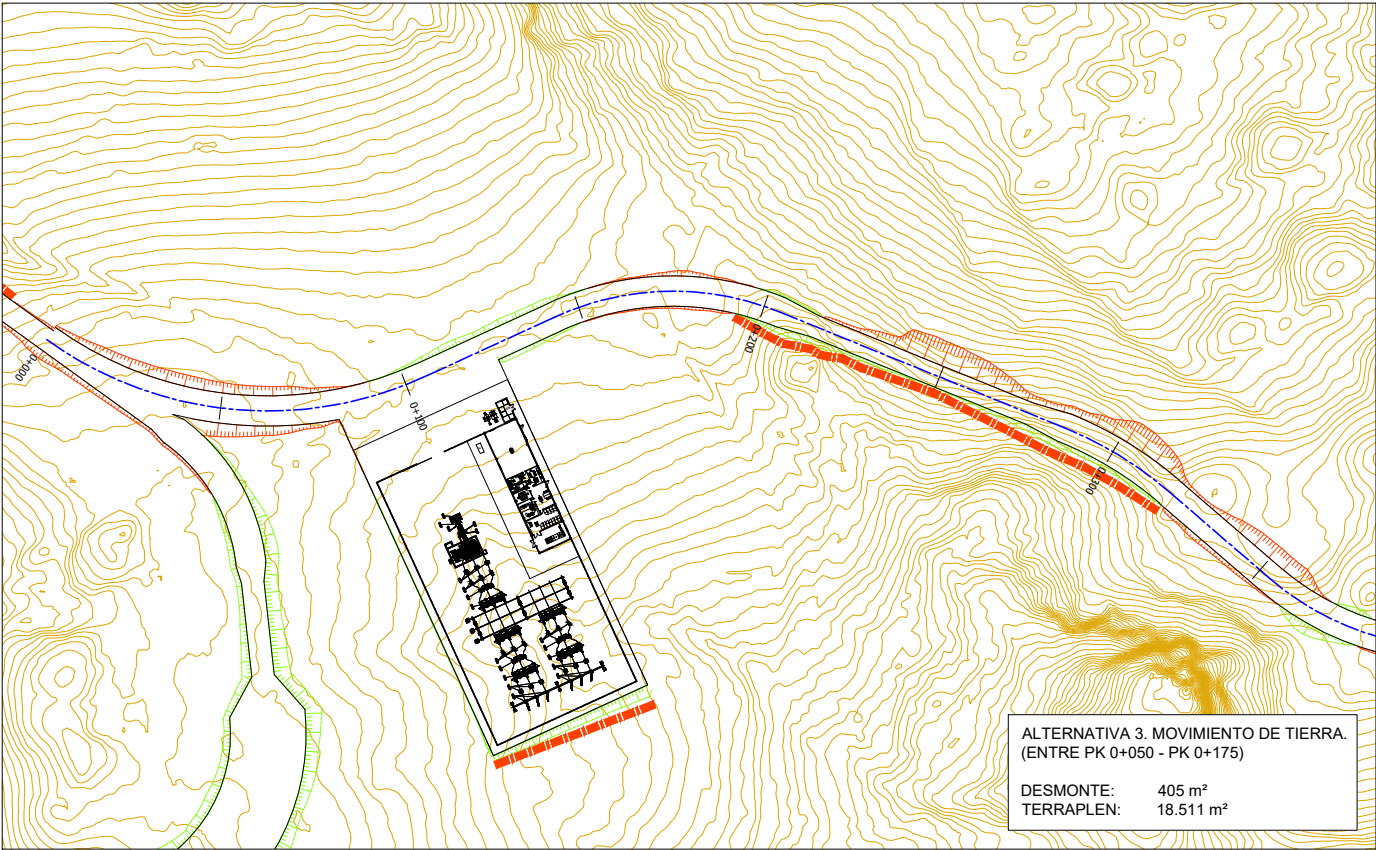 0+000
0+100
0+200
0+300
ALTERNATIVA 3. MOVIMIENTO DE TIERRA.
(ENTRE PK 0+050 - PK 0+175)
DESMONTE: 405 m²
TERRAPLEN: 18.511 m²